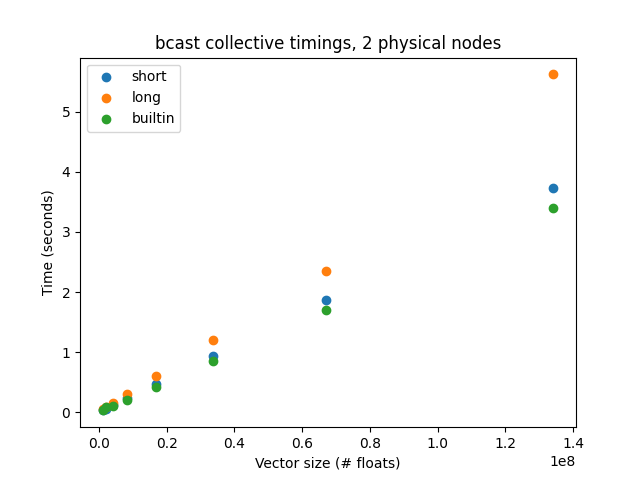 bcast collective timings, 2 physical nodes
short
long
builtin
Time (seconds)
5
4
3
2
1
0
0.0 0.2 0.4 0.6 0.8 1.0 1.2 1.4
1e8
Vector size (# floats)